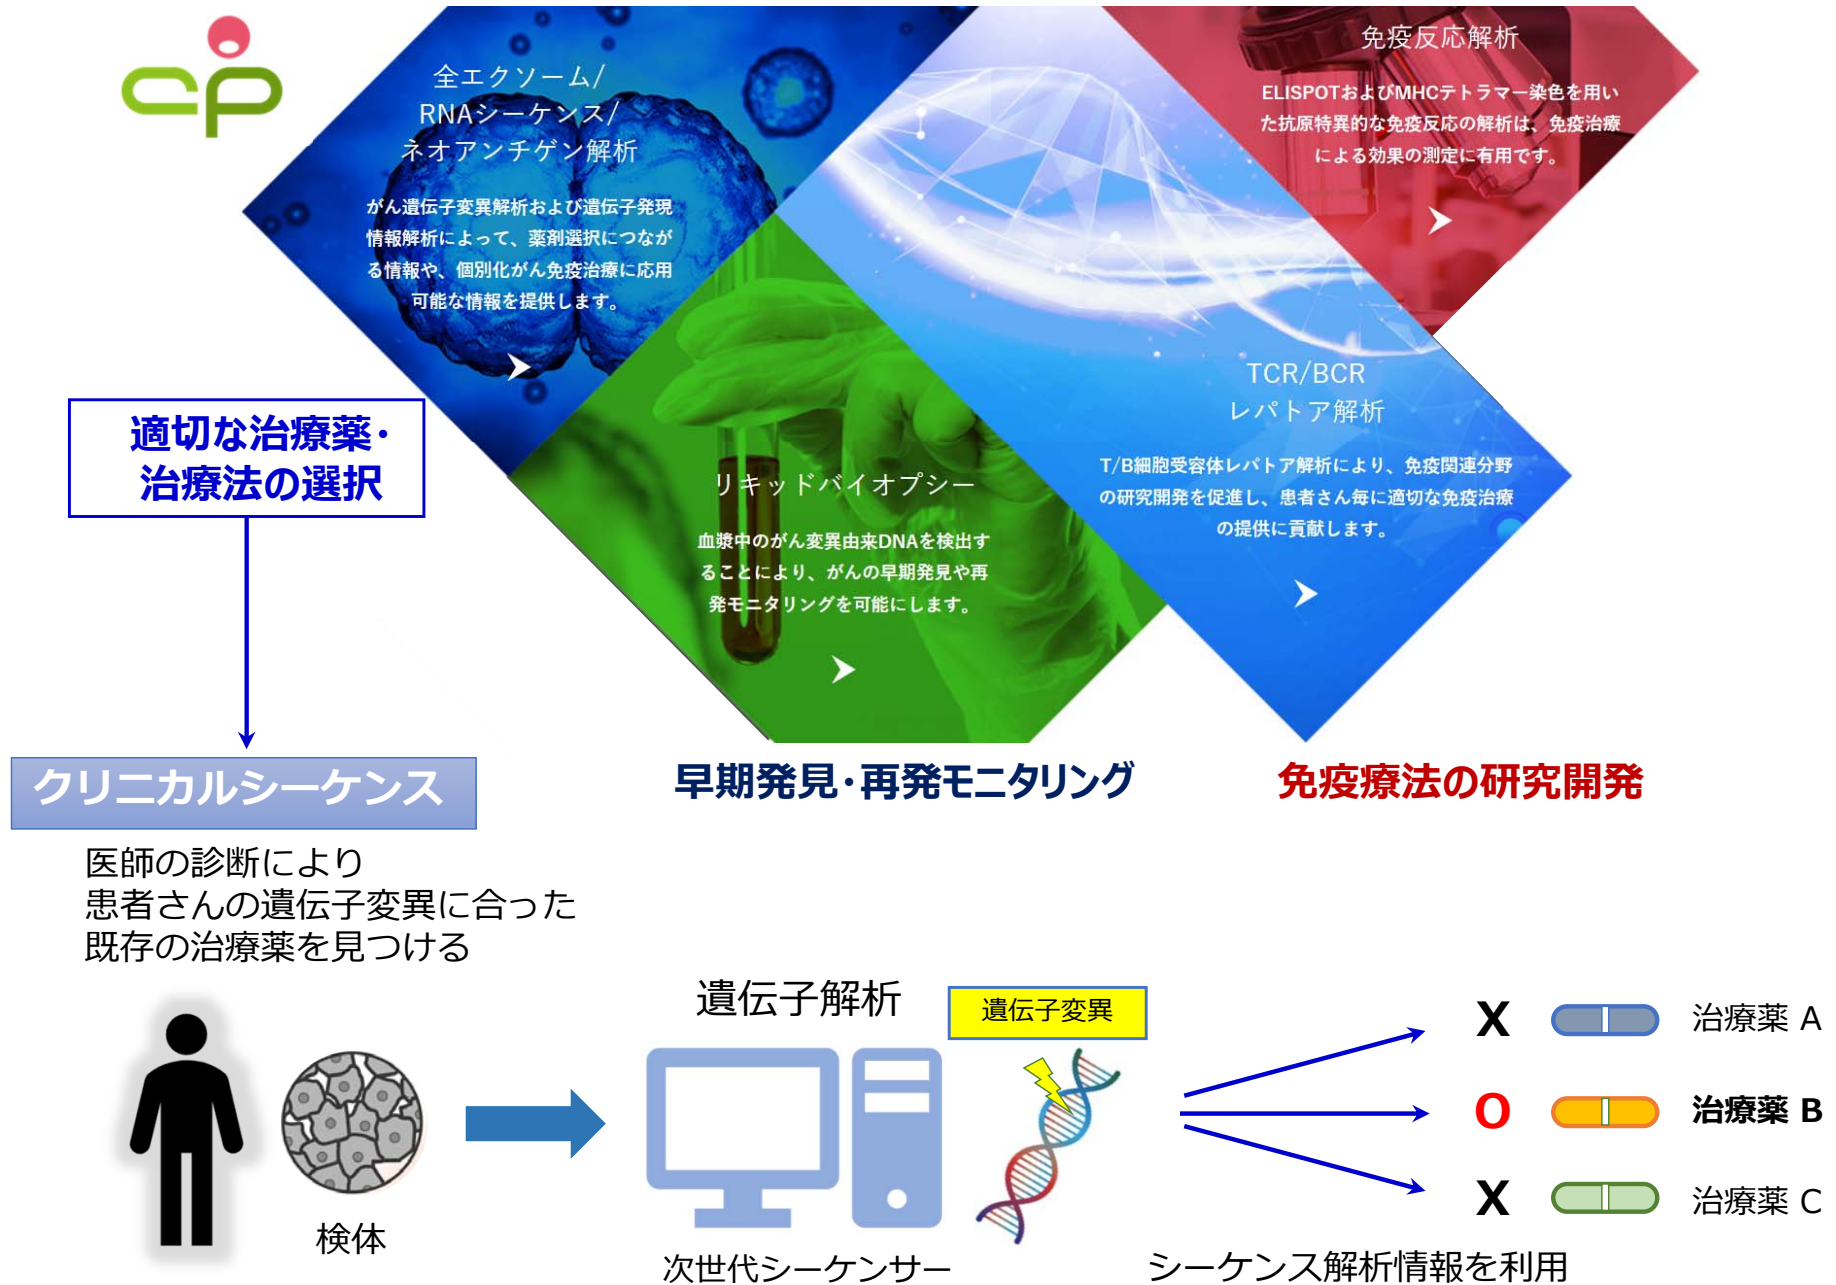 cp
全エクソーム/
RNAシーケンス/
ネオアンチゲン解析
がん遺伝子変異解析および遺伝子発現
情報解析によって、薬剤選択につなが
る情報や、個別化がん免疫治療に応用
可能な情報を提供します。
免疫反応解析
ELISPOTおよびMHCテトラマー染色を用い
た抗原特異的な免疫反応の解析は、免疫治療
による効果の測定に有用です。
TCR/BCR
レパトア解析
T/B細胞受容体レパトア解析により、免疫関連分野
の研究開発を促進し、患者さん毎に適切な免疫治療
の提供に貢献します。
リキッドバイオプシー
血漿中のがん変異由来DNAを検出す
ることにより、がんの早期発見や再
発モニタリングを可能にします。
適切な治療薬・
治療法の選択
クリニカルシーケンス
早期発見・再発モニタリング
免疫療法の研究開発
医師の診断により
患者さんの遺伝子変異に合った
既存の治療薬を見つける
遺伝子解析
遺伝子変異
X 治療薬 A
O 治療薬 B
X 治療薬 C
検体
次世代シーケンサー
シーケンス解析情報を利用